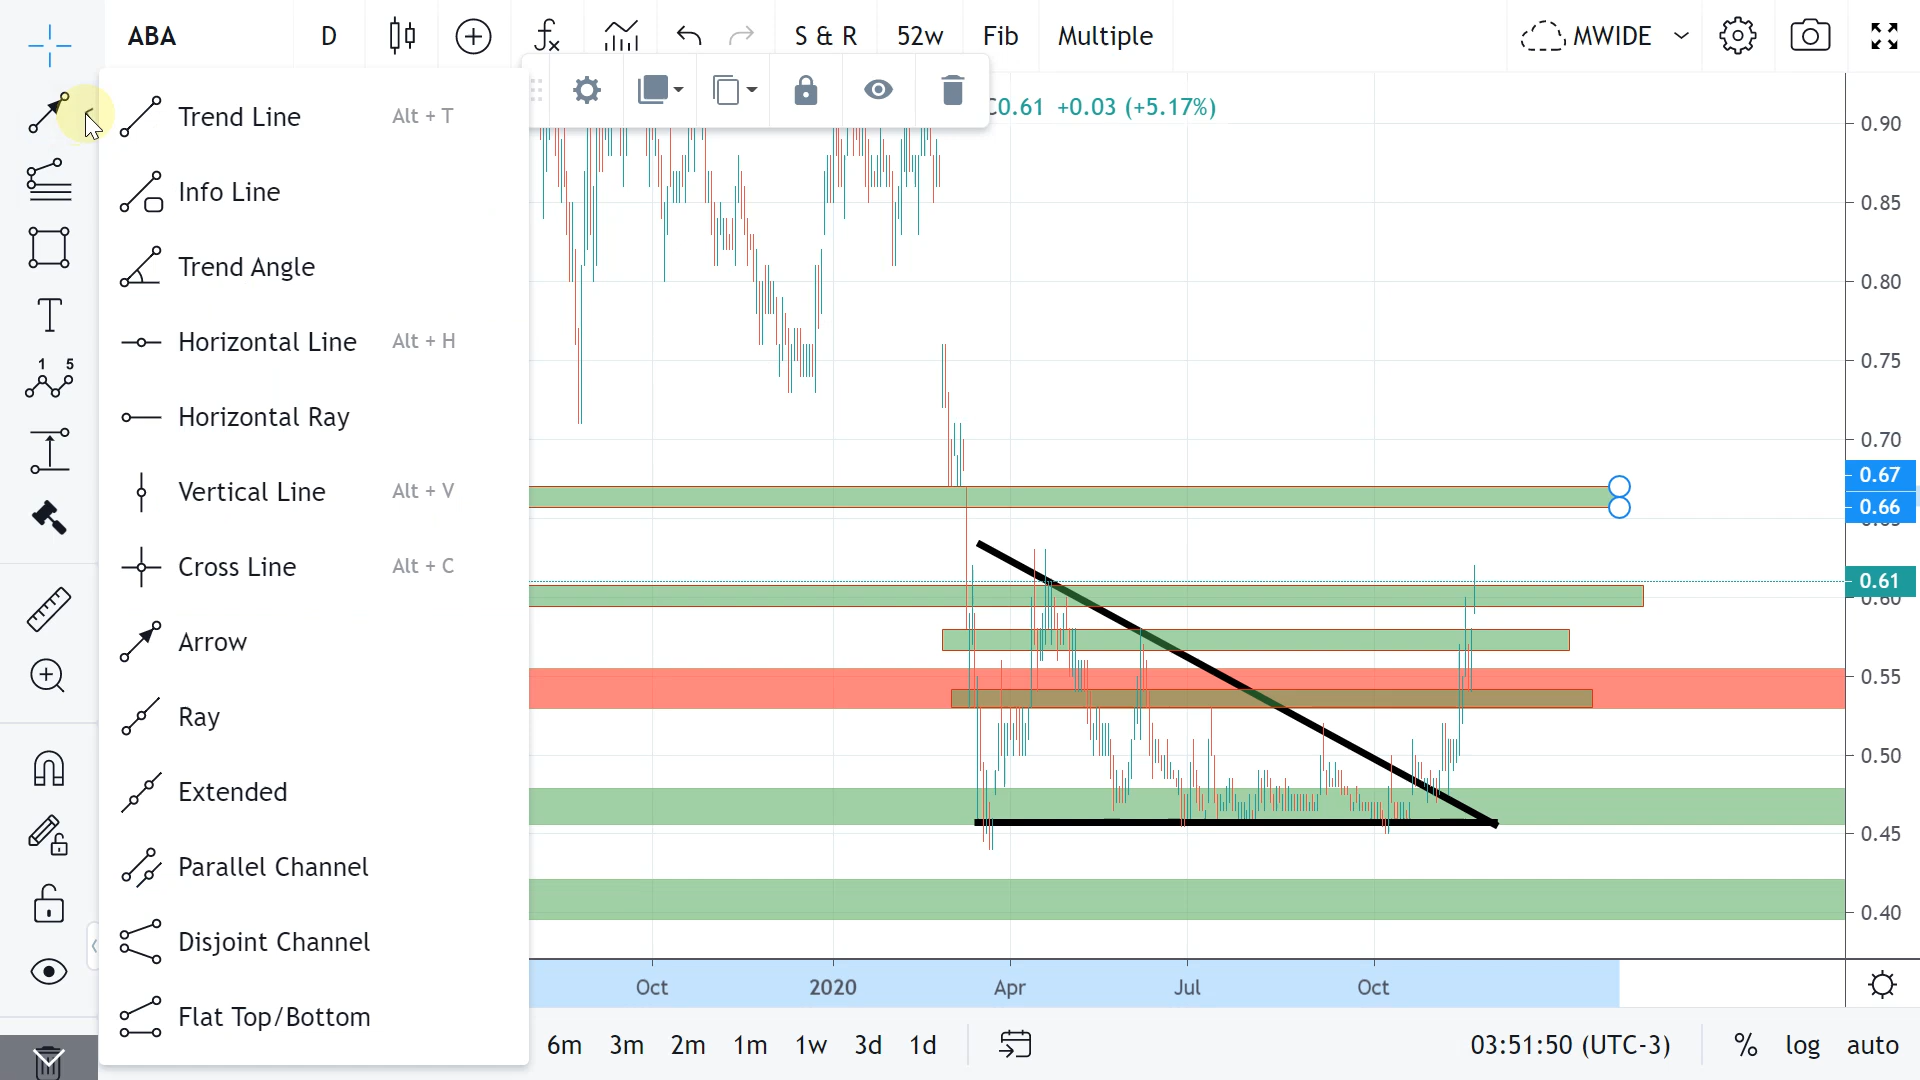 ABA
D
S & R
52w
Fib
Multiple
MWIDE
Trend Line Alt + T
Info Line
Trend Angle
Horizontal Line Alt + H
Horizontal Ray
Vertical Line Alt + V
Cross Line Alt + C
Arrow
Ray
Extended
Parallel Channel
Disjoint Channel
Flat Top/Bottom
T
1 5
C0.61 +0.03 (+5.17%)
0.90
0.85
0.80
0.75
0.70
0.67
0.66
0.61
0.60
0.55
0.50
0.45
0.40
Oct 2020 Apr Jul Oct
6m 3m 2m 1m 1w 3d 1d
03:51:50 (UTC-3)
% log auto